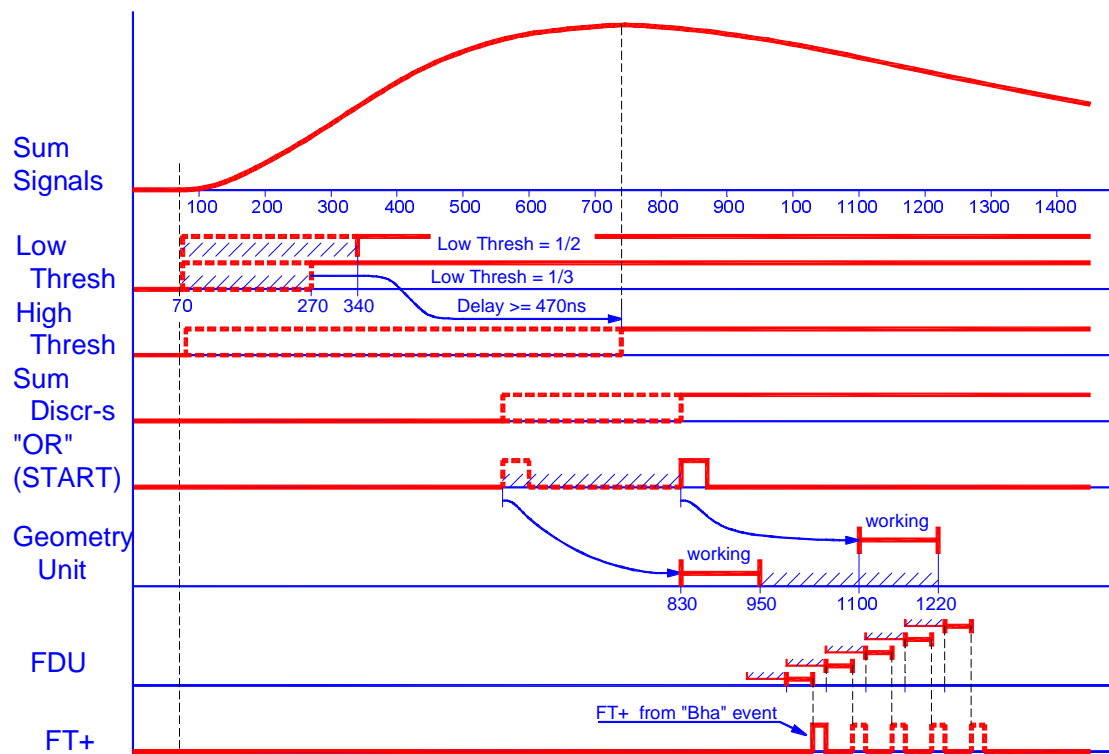 Sum
Signals
100 200 300 400 500 600 700 800 900 100 1100 1200 1300 1400
Low
Thresh
Low Thresh = 1/2
Low Thresh = 1/3
70 270 340
Delay >= 470ns
High
Thresh
Sum
Discr-s
"OR"
(START)
Geometry
Unit
working
working
830 950 1100 1220
FDU
FT+ from "Bha" event
FT+